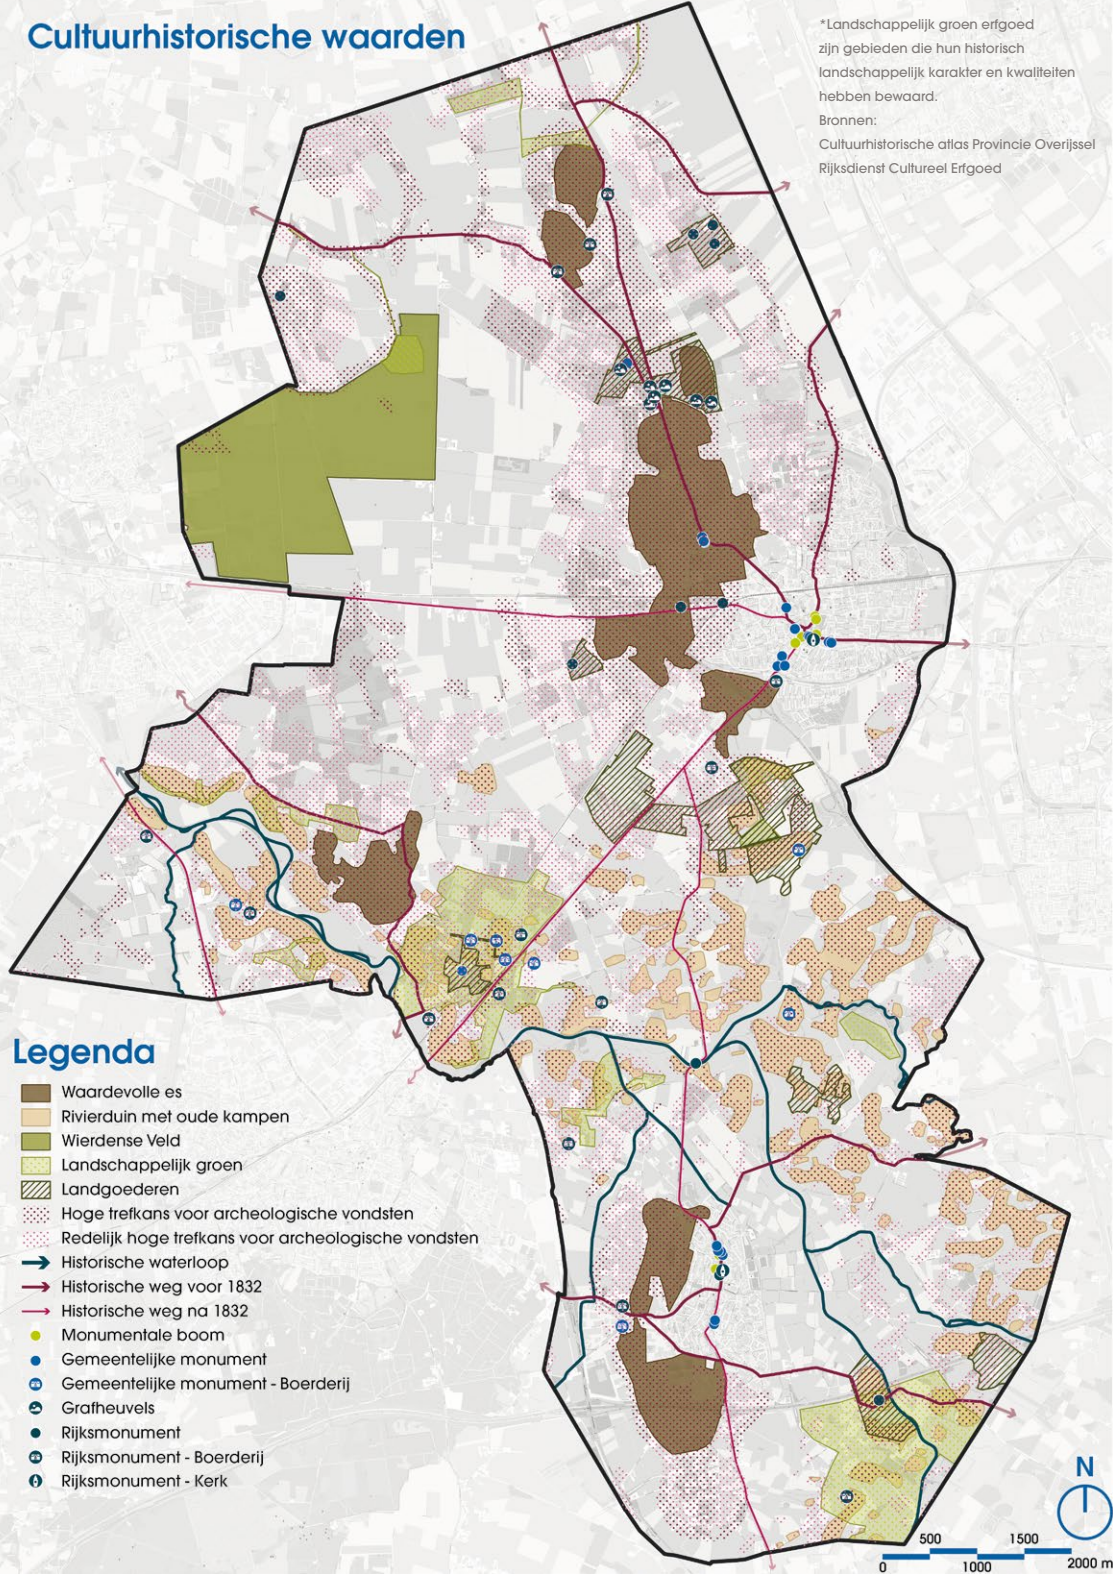 Cultuurhistorische waarden
*Landschappelijk groen erfgoed
zijn gebieden die hun historisch
landschappelijk karakter en kwaliteiten
hebben bewaard.
Bronnen:
Cultuurhistorische atlas Provincie Overijssel
Rijksdienst Cultureel Erfgoed
Legenda
Waardevolle es
Rivierduin met oude kampen
Wierdense Veld
Landschappelijk groen
Landgoederen
Hoge trefkans voor archeologische vondsten
Redelijk hoge trefkans voor archeologische vondsten
Historische waterloop
Historische weg voor 1832
Historische weg na 1832
Monumentale boom
Gemeentelijke monument
Gemeentelijke monument - Boerderij
Grafheuvels
Rijksmonument
Rijksmonument - Boerderij
Rijksmonument - Kerk
N
500 1500
0 1000 2000 m